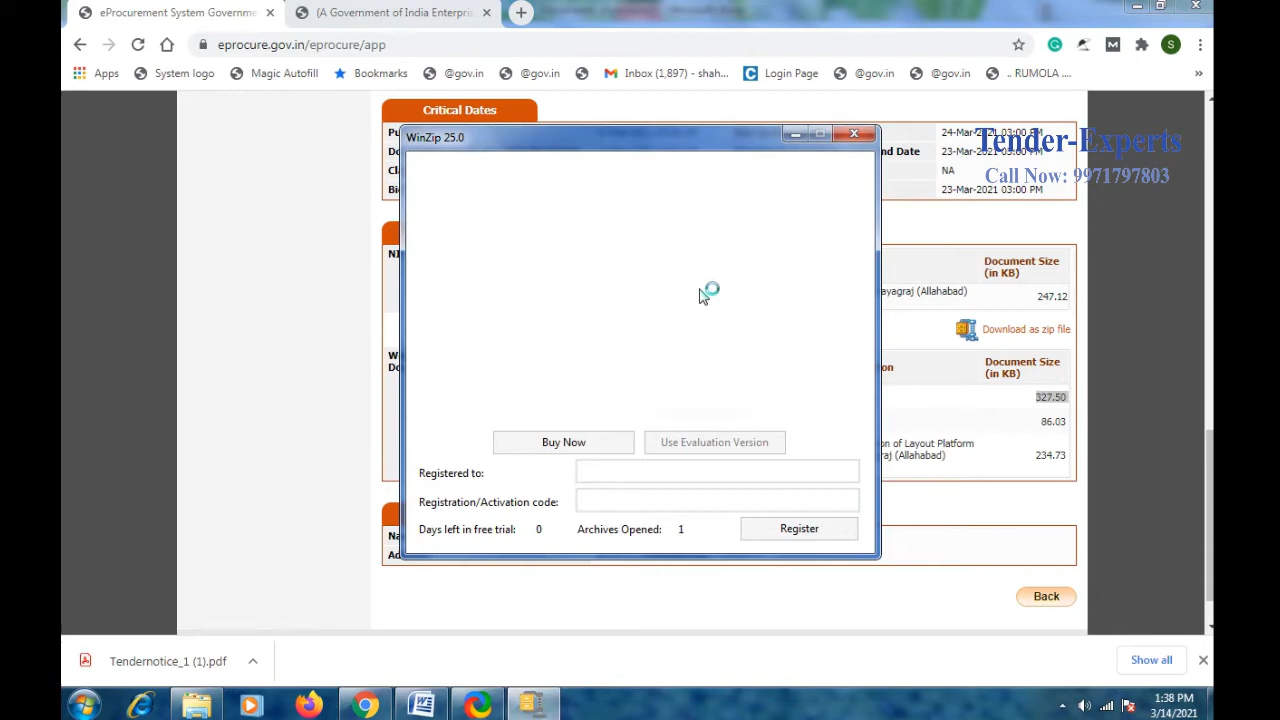 eProcurement System Governme
(A Government of India Enterpris
eprocure.gov.in/eprocure/app
S
Apps
System logo
Magic Autofill
Bookmarks
@gov.in
@gov.in
Inbox (1,897) - shah...
Login Page
@gov.in
@gov.in
.. RUMOLA ....
»
Critical Dates
WinZip 25.0
24-Mar-2021 03:00 PM
nd Date
23-Mar-2021 03:00 PM
NA
23-Mar-2021 03:00 PM
Tender-Experts
Call Now: 9971797803
NI
Document Size
(in KB)
ayagraj (Allahabad)
247.12
Download as zip file
on
Document Size
(in KB)
327.50
86.03
on of Layout Platform
raj (Allahabad)
234.73
Buy Now
Use Evaluation Version
Registered to:
Registration/Activation code:
Days left in free trial: 0
Archives Opened: 1
Register
Na
Ad
Back
Tendernotice_1 (1).pdf
Show all
1:38 PM
3/14/2021